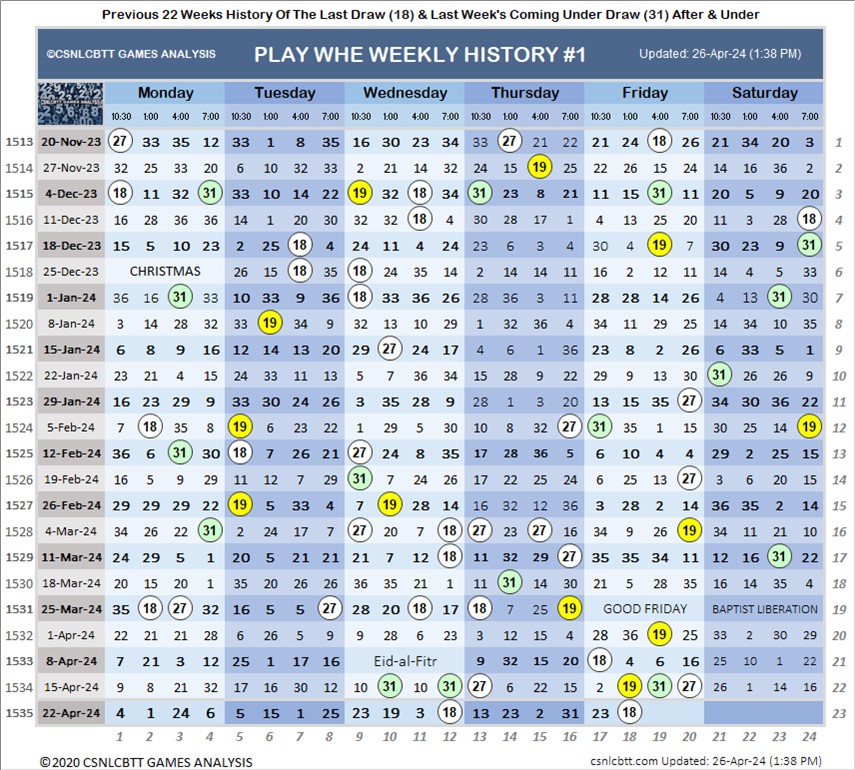 Previous 22 Weeks History Of The Last Draw (18) & Last Week's Coming Under Draw (31) After & Under
©CSNLCBTT GAMES ANALYSIS PLAY WHE WEEKLY HISTORY #1 Updated: 26-Apr-24 (1:38 PM)
CSNLCBTT GAMES ANALYSIS Monday Tuesday Wednesday Thursday Friday Saturday
10:30 1:00 4:00 7:00 10:30 1:00 4:00 7:00 10:30 1:00 4:00 7:00 10:30 1:00 4:00 7:00 10:30 1:00 4:00 7:00 10:30 1:00 4:00 7:00
1513 20-Nov-23 27 33 35 12 33 1 8 35 16 30 23 34 33 27 21 22 21 24 18 26 21 34 20 3 1
1514 27-Nov-23 32 25 33 20 6 10 32 33 2 21 14 32 24 15 19 25 33 6 20 22 14 16 36 2 2
1515 4-Dec-23 18 11 32 31 33 10 14 22 19 32 18 34 31 23 8 21 11 15 31 11 20 5 9 20 3
1516 11-Dec-23 16 28 36 36 14 1 20 30 32 32 18 4 30 28 17 1 4 13 25 20 11 3 28 18 4
1517 18-Dec-23 15 5 10 23 2 25 18 4 24 11 4 24 23 6 3 4 30 4 19 7 30 23 9 31 5
1518 25-Dec-23 CHRISTMAS 26 15 18 35 18 24 35 14 2 14 14 11 16 2 12 11 14 4 5 33 6
1519 1-Jan-24 36 16 31 33 10 33 9 36 18 33 36 26 28 36 3 11 28 28 14 26 4 13 31 30 7
1520 8-Jan-24 3 14 28 32 33 19 34 9 32 13 10 29 1 32 36 4 34 11 29 25 14 34 10 35 8
1521 15-Jan-24 6 8 9 16 12 14 13 20 29 27 24 17 4 6 1 36 23 8 2 26 6 33 5 1 9
1522 22-Jan-24 23 21 4 15 24 33 11 13 5 7 36 34 15 28 9 22 29 9 13 30 31 26 26 9 10
1523 29-Jan-24 16 23 29 9 33 30 24 26 3 35 28 9 28 1 3 20 13 15 35 27 34 30 36 22 11
1524 5-Feb-24 7 18 35 8 19 6 23 22 1 29 5 30 10 8 32 27 31 35 1 15 30 25 14 19 12
1525 12-Feb-24 36 6 31 30 18 7 26 21 27 24 8 35 17 28 36 5 6 10 4 4 29 2 25 15 13
1526 19-Feb-24 16 5 9 29 11 12 7 29 31 7 24 26 6 23 25 20 6 25 20 27 3 6 20 15 14
1527 26-Feb-24 29 29 29 22 19 5 33 4 7 19 28 14 16 32 12 36 3 28 2 14 36 35 2 14 15
1528 4-Mar-24 34 26 22 31 2 24 17 7 27 20 7 18 27 23 27 16 34 9 26 19 34 11 21 10 16
1529 11-Mar-24 24 29 5 1 20 5 21 21 21 7 12 18 11 32 29 27 35 35 34 11 12 16 31 22 17
1530 18-Mar-24 20 15 20 1 35 20 26 26 36 35 21 1 11 31 14 30 21 5 28 35 16 14 35 4 18
1531 25-Mar-24 35 18 27 32 16 5 5 27 28 20 18 17 18 7 25 19 GOOD FRIDAY BAPTIST LIBERATION 19
1532 1-Apr-24 22 21 21 28 6 26 5 9 9 28 6 23 3 12 15 4 28 36 19 25 33 2 30 29 20
1533 8-Apr-24 7 21 3 12 25 1 17 16 Eid-al-Fitr 9 32 15 20 18 4 6 16 25 10 1 22 21
1534 15-Apr-24 9 8 21 32 17 16 30 12 10 31 10 31 27 6 22 15 2 19 31 27 26 1 14 16 22
1535 22-Apr-24 4 1 24 6 5 15 1 25 23 19 3 18 13 23 2 31 23 18 23
1 2 3 4 5 6 7 8 9 10 11 12 13 14 15 16 17 18 19 20 21 22 23 24
©2020 CSNLCBTT GAMES ANALYSIS csnlcbtt.com Updated: 26-Apr-24 (1:38 PM)